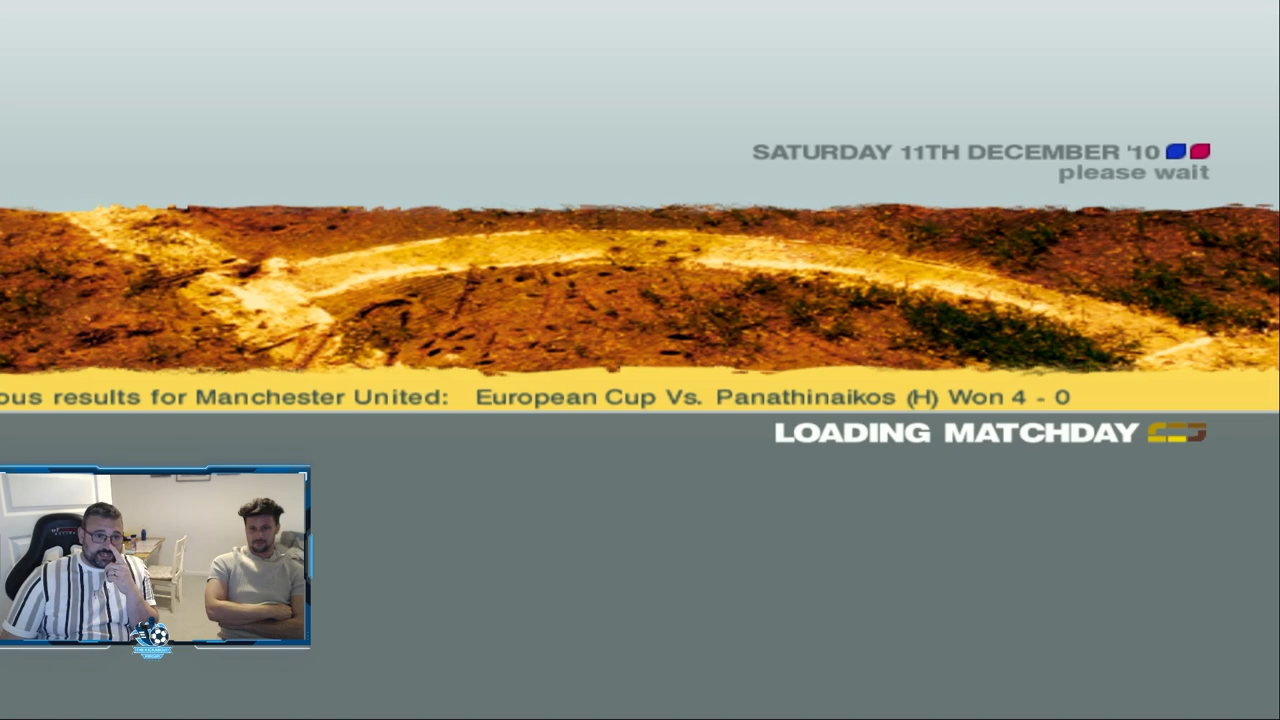 SATURDAY 11TH DECEMBER '10
please wait
ous results for Manchester United: European Cup Vs. Panathinaikos (H) Won 4 - 0
LOADING MATCHDAY